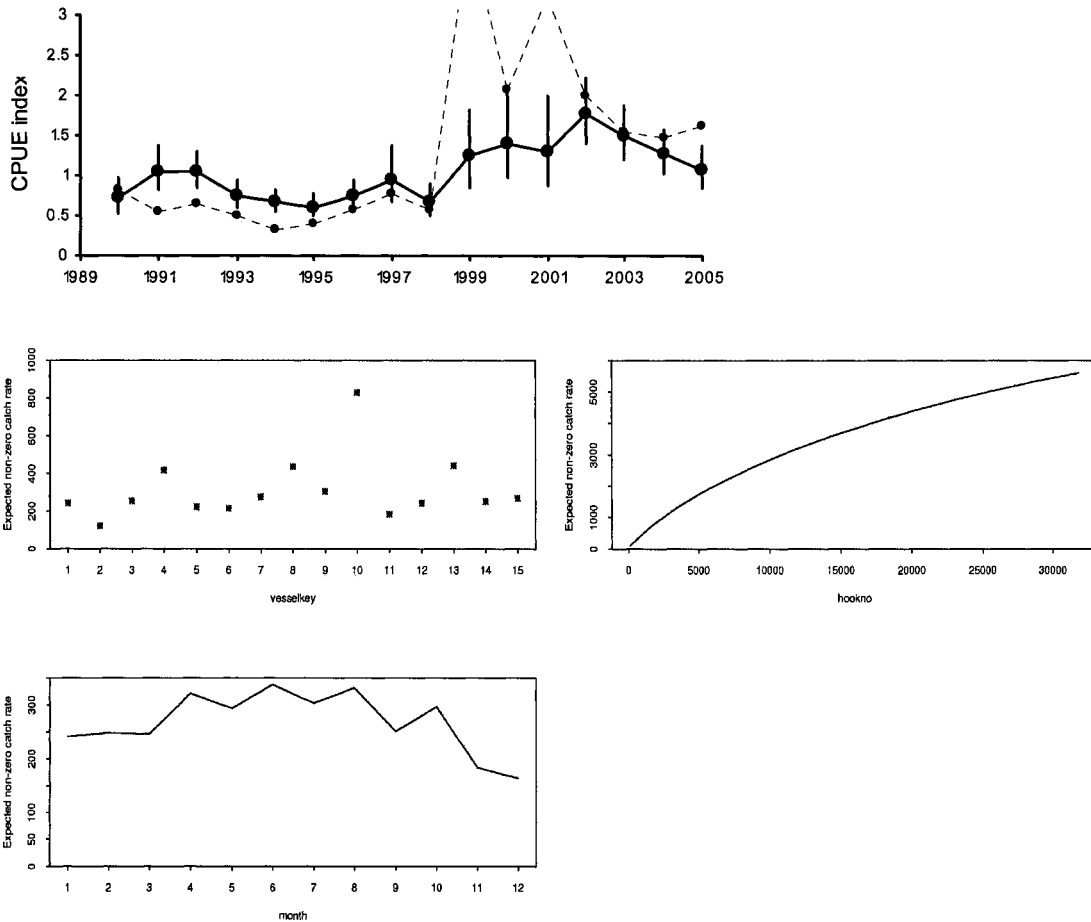 3
2.5
2
1.5
1
0.5
0
CPUE index
1989 1991 1993 1995 1997 1999 2001 2003 2005
Expected non-zero catch rate
0 200 400 600 800 1000
1 2 3 4 5 6 7 8 9 10 11 12 13 14 15
vesselkey
Expected non-zero catch rate
0 1000 3000 5000
0 5000 10000 15000 20000 25000 30000
hookno
Expected non-zero catch rate
0 50 100 200 300
1 2 3 4 5 6 7 8 9 10 11 12
month